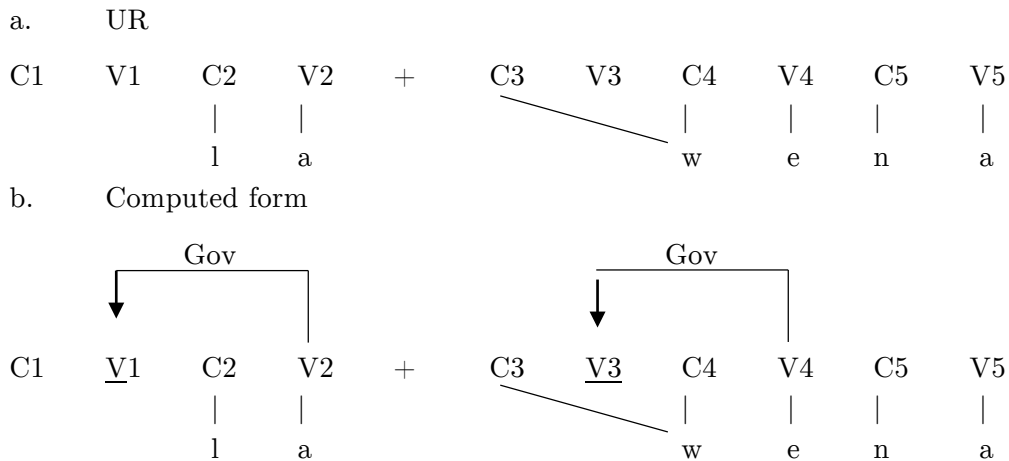 a. UR
C1 V1 C2 V2 + C3 V3 C4 V4 C5 V5
| | | | | |
l a w e n a
b. Computed form
Gov Gov
C1 V1 C2 V2 + C3 V3 C4 V4 C5 V5
| | | | | |
l a w e n a